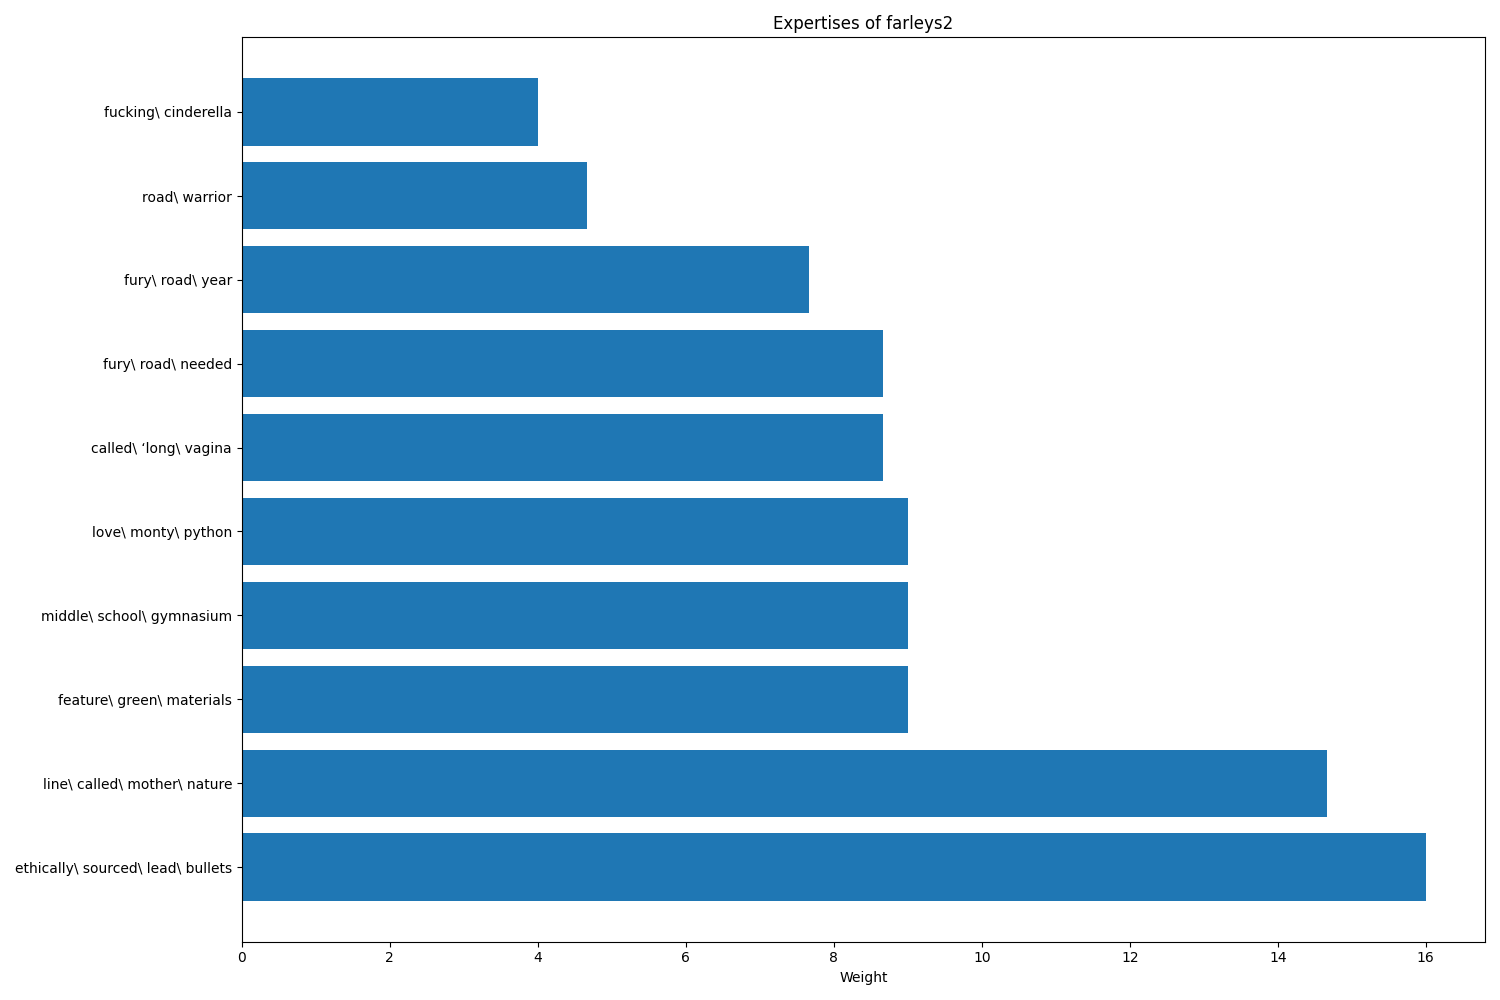 Expertises of farleys2
fucking\ cinderella
road\ warrior
fury\ road\ year
fury\ road\ needed
called\ ‘long\ vagina
love\ monty\ python
middle\ school\ gymnasium
feature\ green\ materials
line\ called\ mother\ nature
ethically\ sourced\ lead\ bullets
0 2 4 6 8 10 12 14 16
Weight